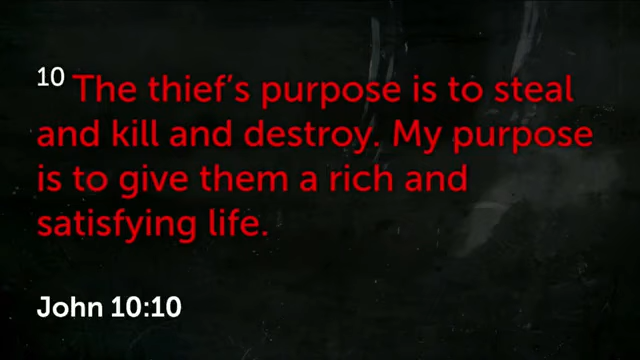 10 The thief's purpose is to steal
and kill and destroy. My purpose
is to give them a rich and
satisfying life.
John 10:10